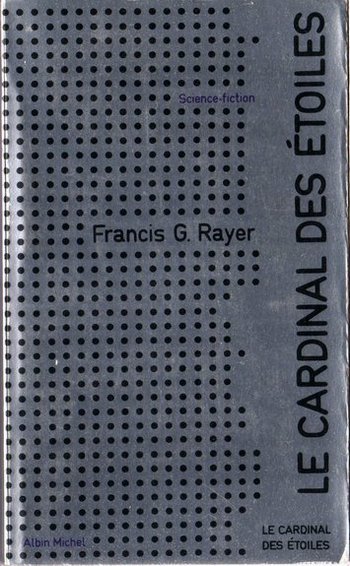 Science-fiction
Francis G. Rayer
LE CARDINAL DES ÉTOILES
Albin Michel
LE CARDINAL
DES ÉTOILES